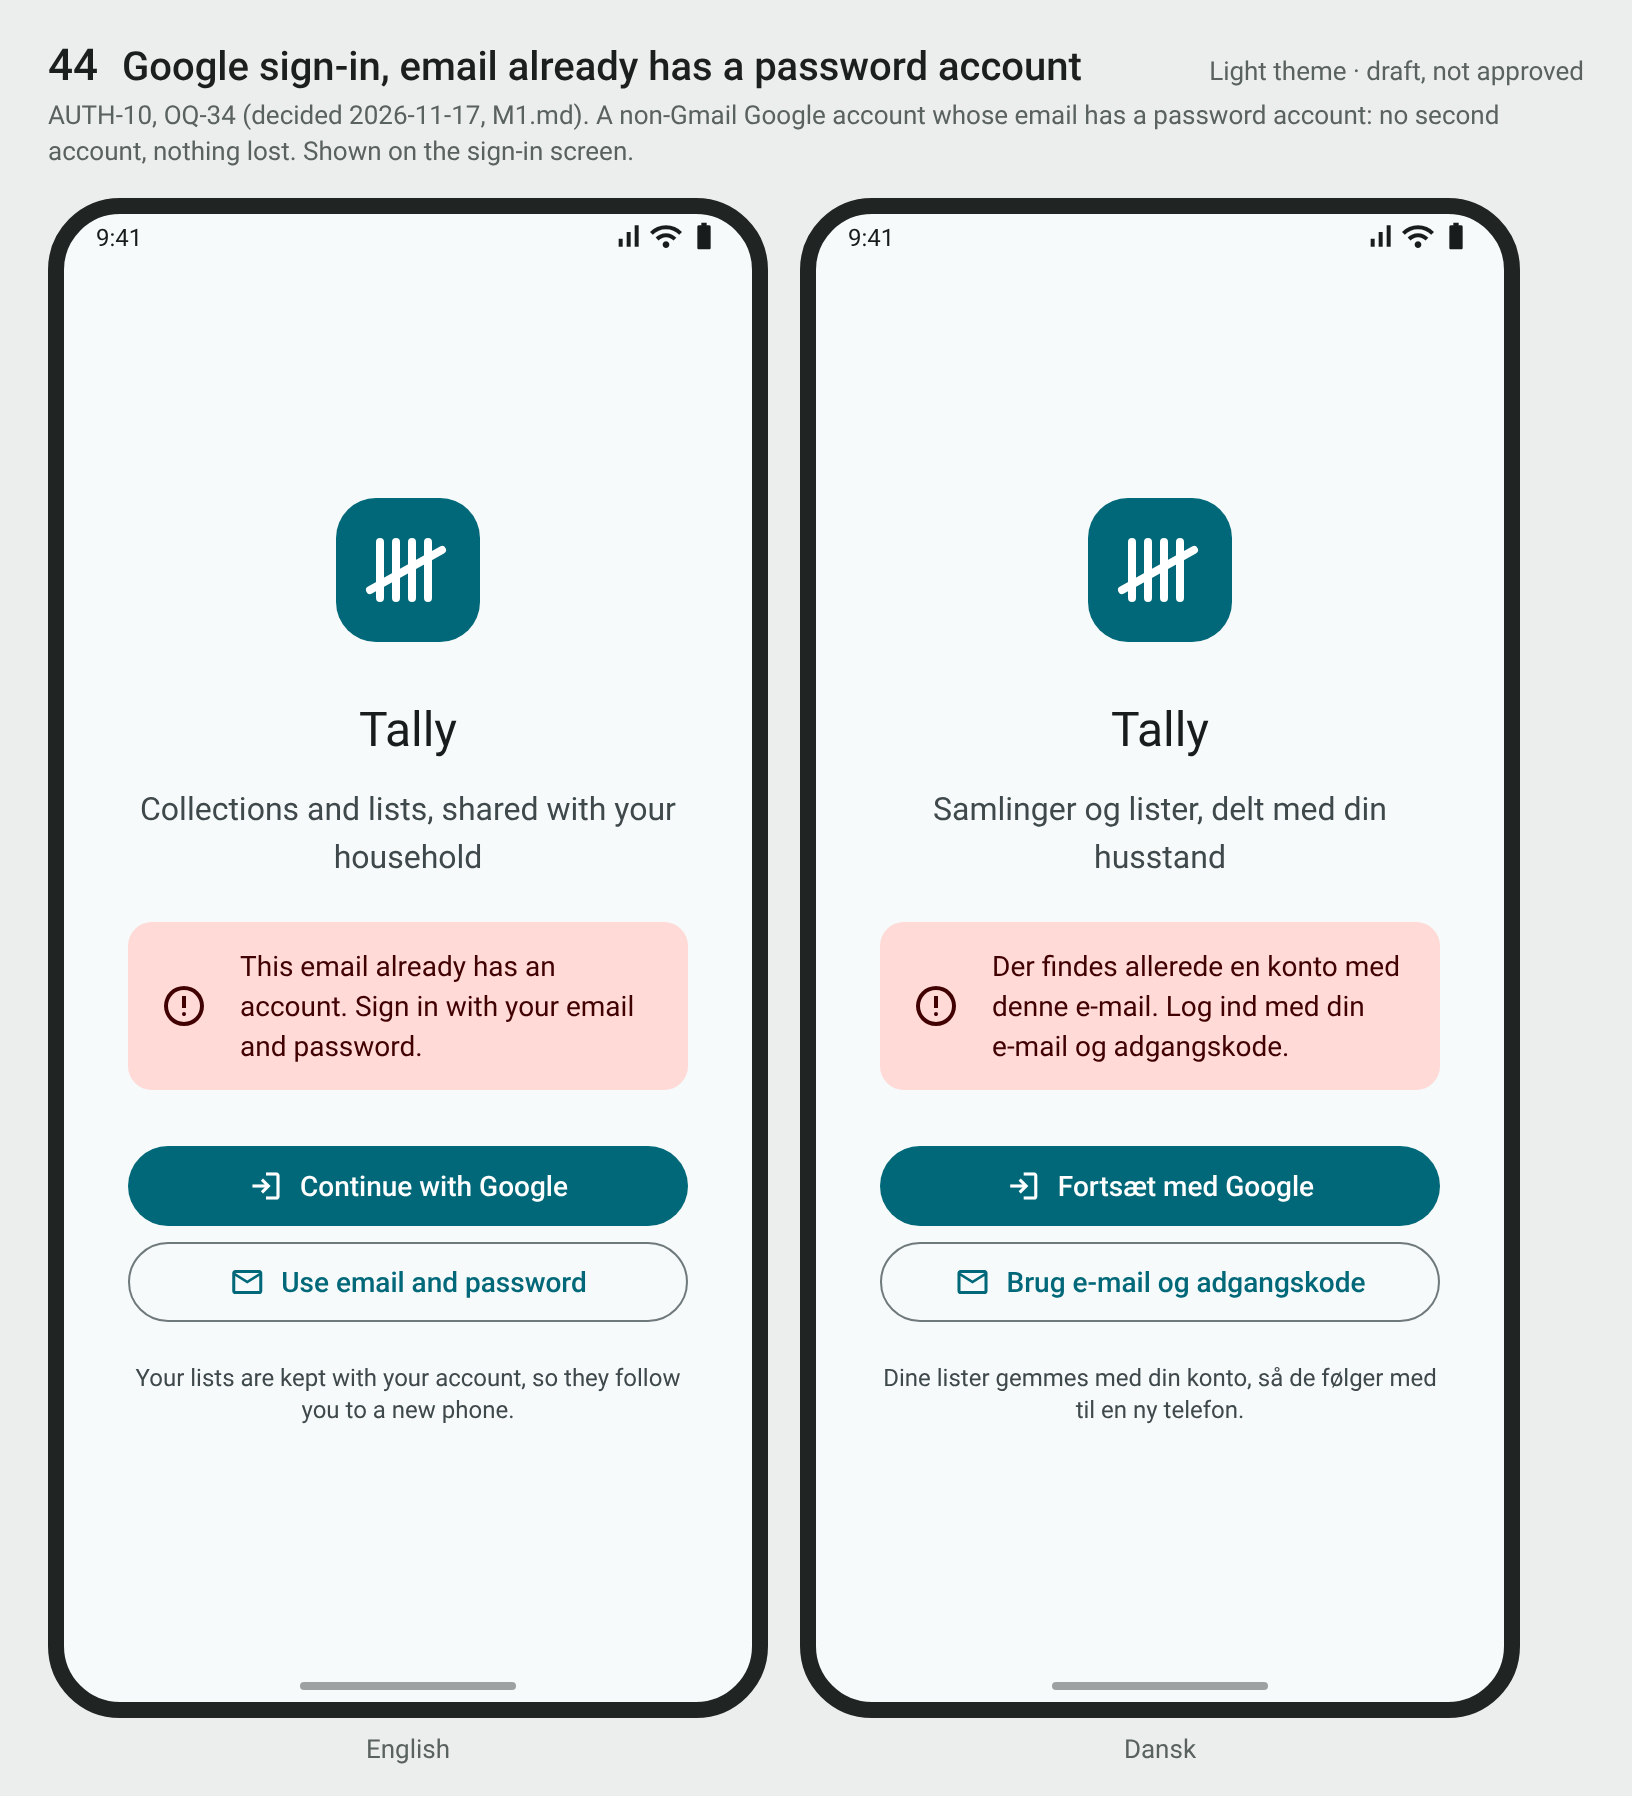 44 Google sign-in, email already has a password account
Light theme · draft, not approved
AUTH-10, OQ-34 (decided 2026-11-17, M1.md). A non-Gmail Google account whose email has a password account: no second
account, nothing lost. Shown on the sign-in screen.
9:41
Tally
Collections and lists, shared with your
household
This email already has an
account. Sign in with your email
and password.
Continue with Google
Use email and password
Your lists are kept with your account, so they follow
you to a new phone.
English
9:41
Tally
Samlinger og lister, delt med din
husstand
Der findes allerede en konto med
denne e-mail. Log ind med din
e-mail og adgangskode.
Fortsæt med Google
Brug e-mail og adgangskode
Dine lister gemmes med din konto, så de følger med
til en ny telefon.
Dansk